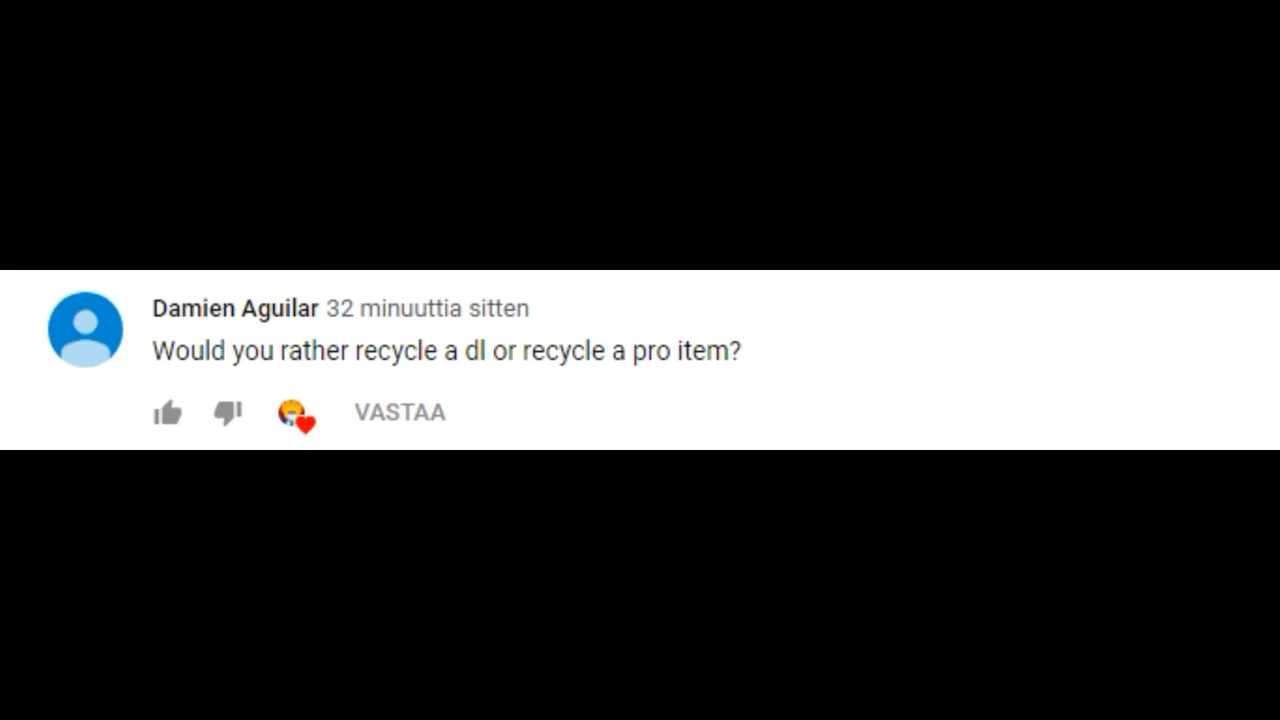 Damien Aguilar 32 minuuttia sitten
Would you rather recycle a dl or recycle a pro item?
VASTAA